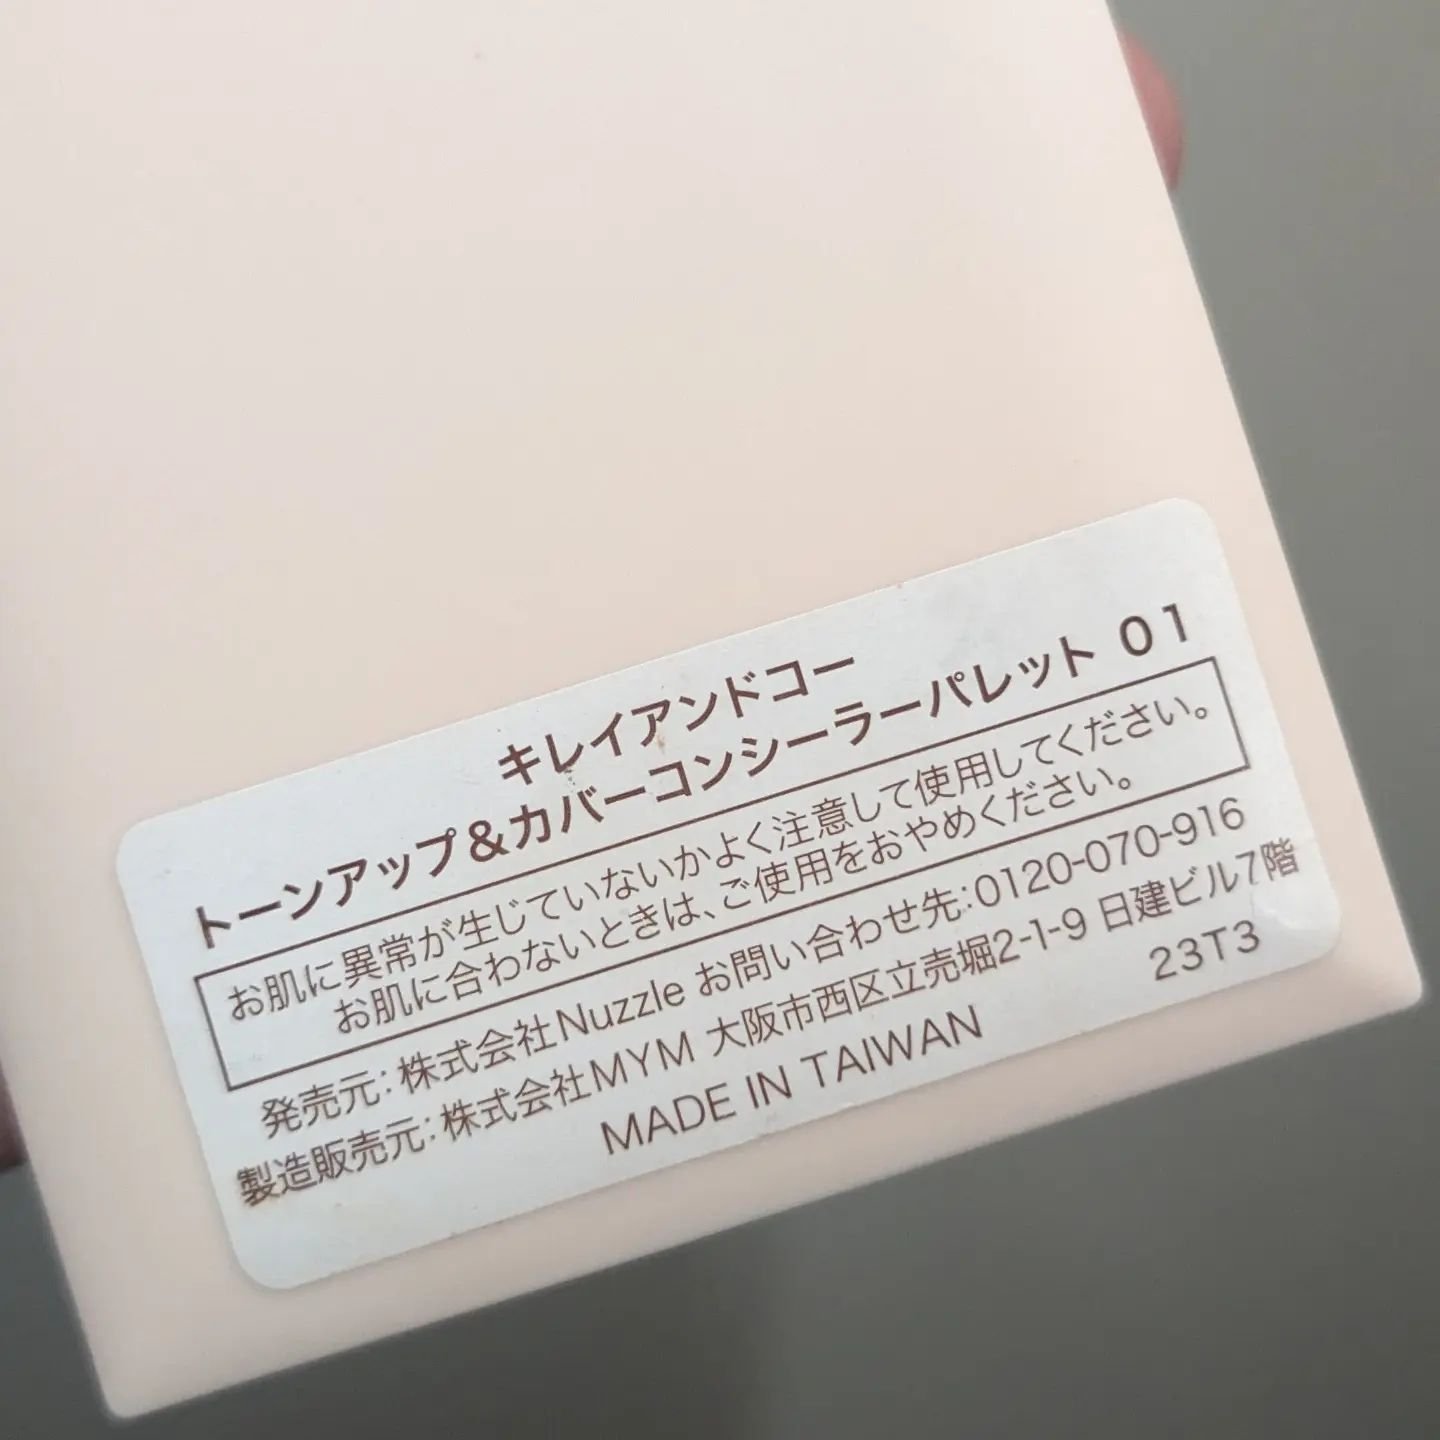 キレイアンドコー
トーンアップ&カバーコンシーラーパレット 01
お肌に異常が生じていないかよく注意して使用してください。
お肌に合わないときは、ご使用をおやめください。
発売元:株式会社Nuzzle お問い合わせ先:0120-070-916
製造販売元:株式会社MYM 大阪市西区立売堀2-1-9 日建ビル7階
MADE IN TAIWAN 23T3